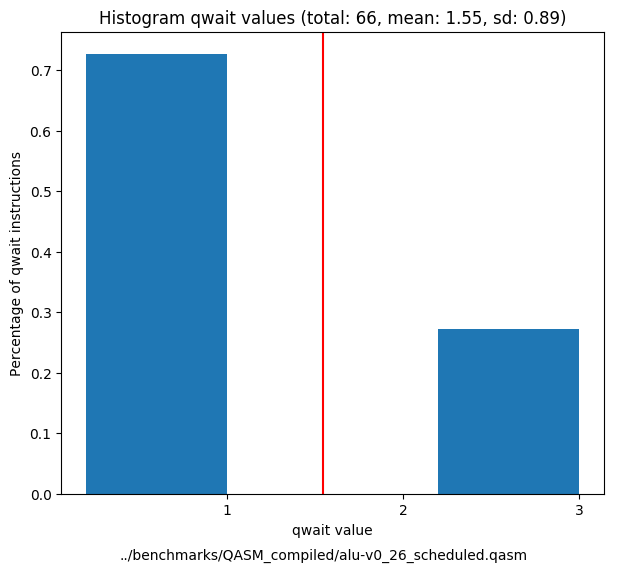 Histogram qwait values (total: 66, mean: 1.55, sd: 0.89)
Percentage of qwait instructions
0.7
0.6
0.5
0.4
0.3
0.2
0.1
0.0
1 2 3
qwait value
../benchmarks/QASM_compiled/alu-v0_26_scheduled.qasm